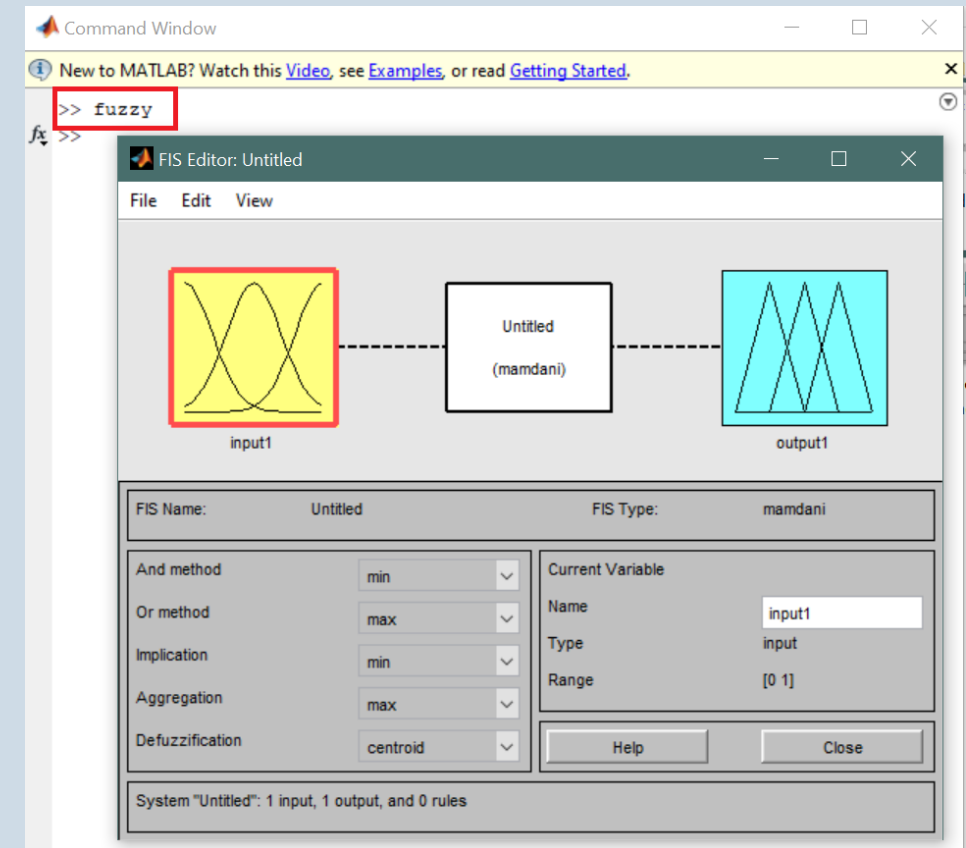 Command Window
New to MATLAB? Watch this Video, see Examples, or read Getting Started.
>> fuzzy
fx >>
FIS Editor: Untitled
File Edit View
Untitled
(mamdani)
input1
output1
FIS Name: Untitled FIS Type: mamdani
And method min
Or method max
Implication min
Aggregation max
Defuzzification centroid
Current Variable
Name input1
Type input
Range [0 1]
Help Close
System "Untitled": 1 input, 1 output, and 0 rules